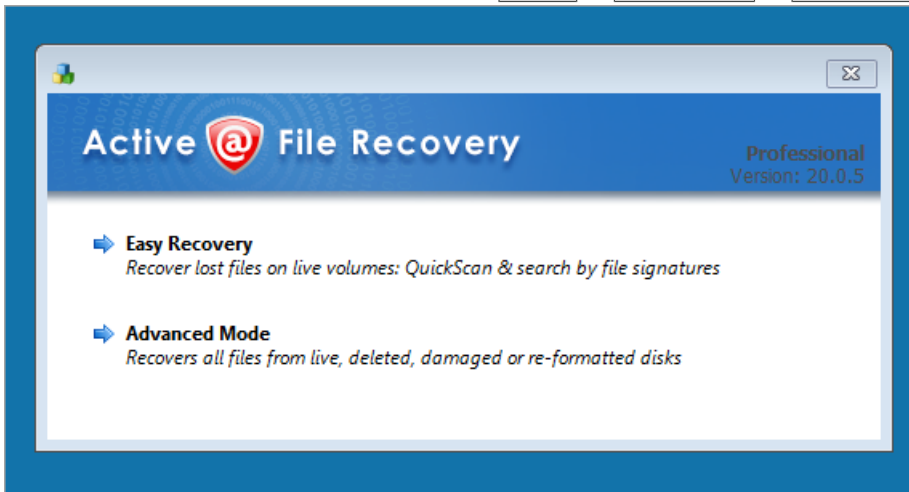 Active@ File Recovery
Professional
Version: 20.0.5
Easy Recovery
Recover lost files on live volumes: QuickScan & search by file signatures
Advanced Mode
Recovers all files from live, deleted, damaged or re-formatted disks